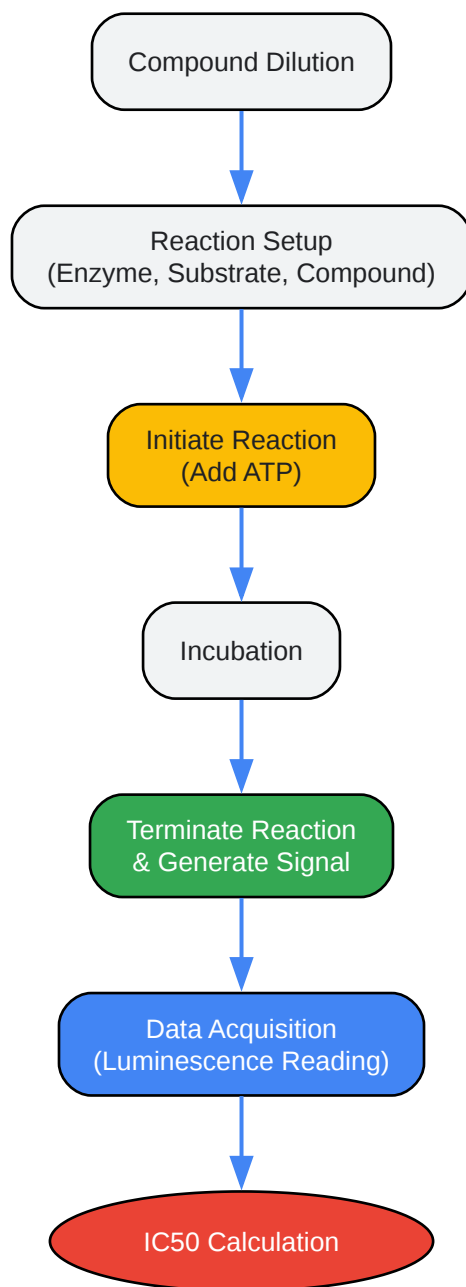 Compound Dilution
Reaction Setup
(Enzyme, Substrate, Compound)
Initiate Reaction
(Add ATP)
Incubation
Terminate Reaction
& Generate Signal
Data Acquisition
(Luminescence Reading)
IC50 Calculation